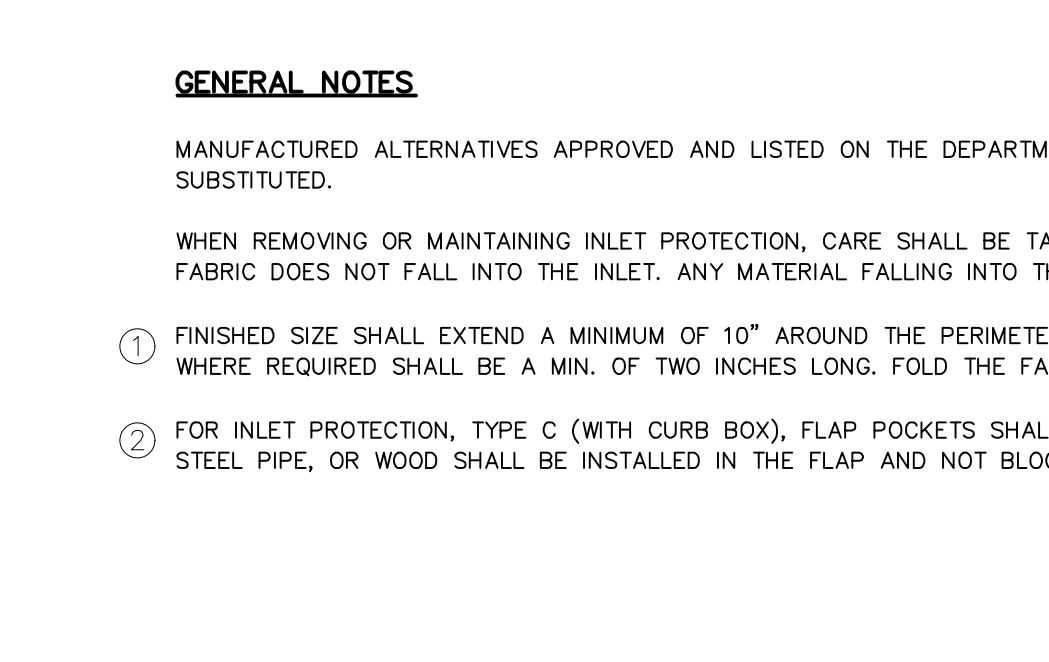 GENERAL NOTES
MANUFACTURED ALTERNATIVES APPROVED AND LISTED ON THE DEPARTM
SUBSTITUTED.
WHEN REMOVING OR MAINTAINING INLET PROTECTION, CARE SHALL BE TA
FABRIC DOES NOT FALL INTO THE INLET. ANY MATERIAL FALLING INTO TH
1 FINISHED SIZE SHALL EXTEND A MINIMUM OF 10” AROUND THE PERIMETE
WHERE REQUIRED SHALL BE A MIN. OF TWO INCHES LONG. FOLD THE FA
2 FOR INLET PROTECTION, TYPE C (WITH CURB BOX), FLAP POCKETS SHAL
STEEL PIPE, OR WOOD SHALL BE INSTALLED IN THE FLAP AND NOT BLOC